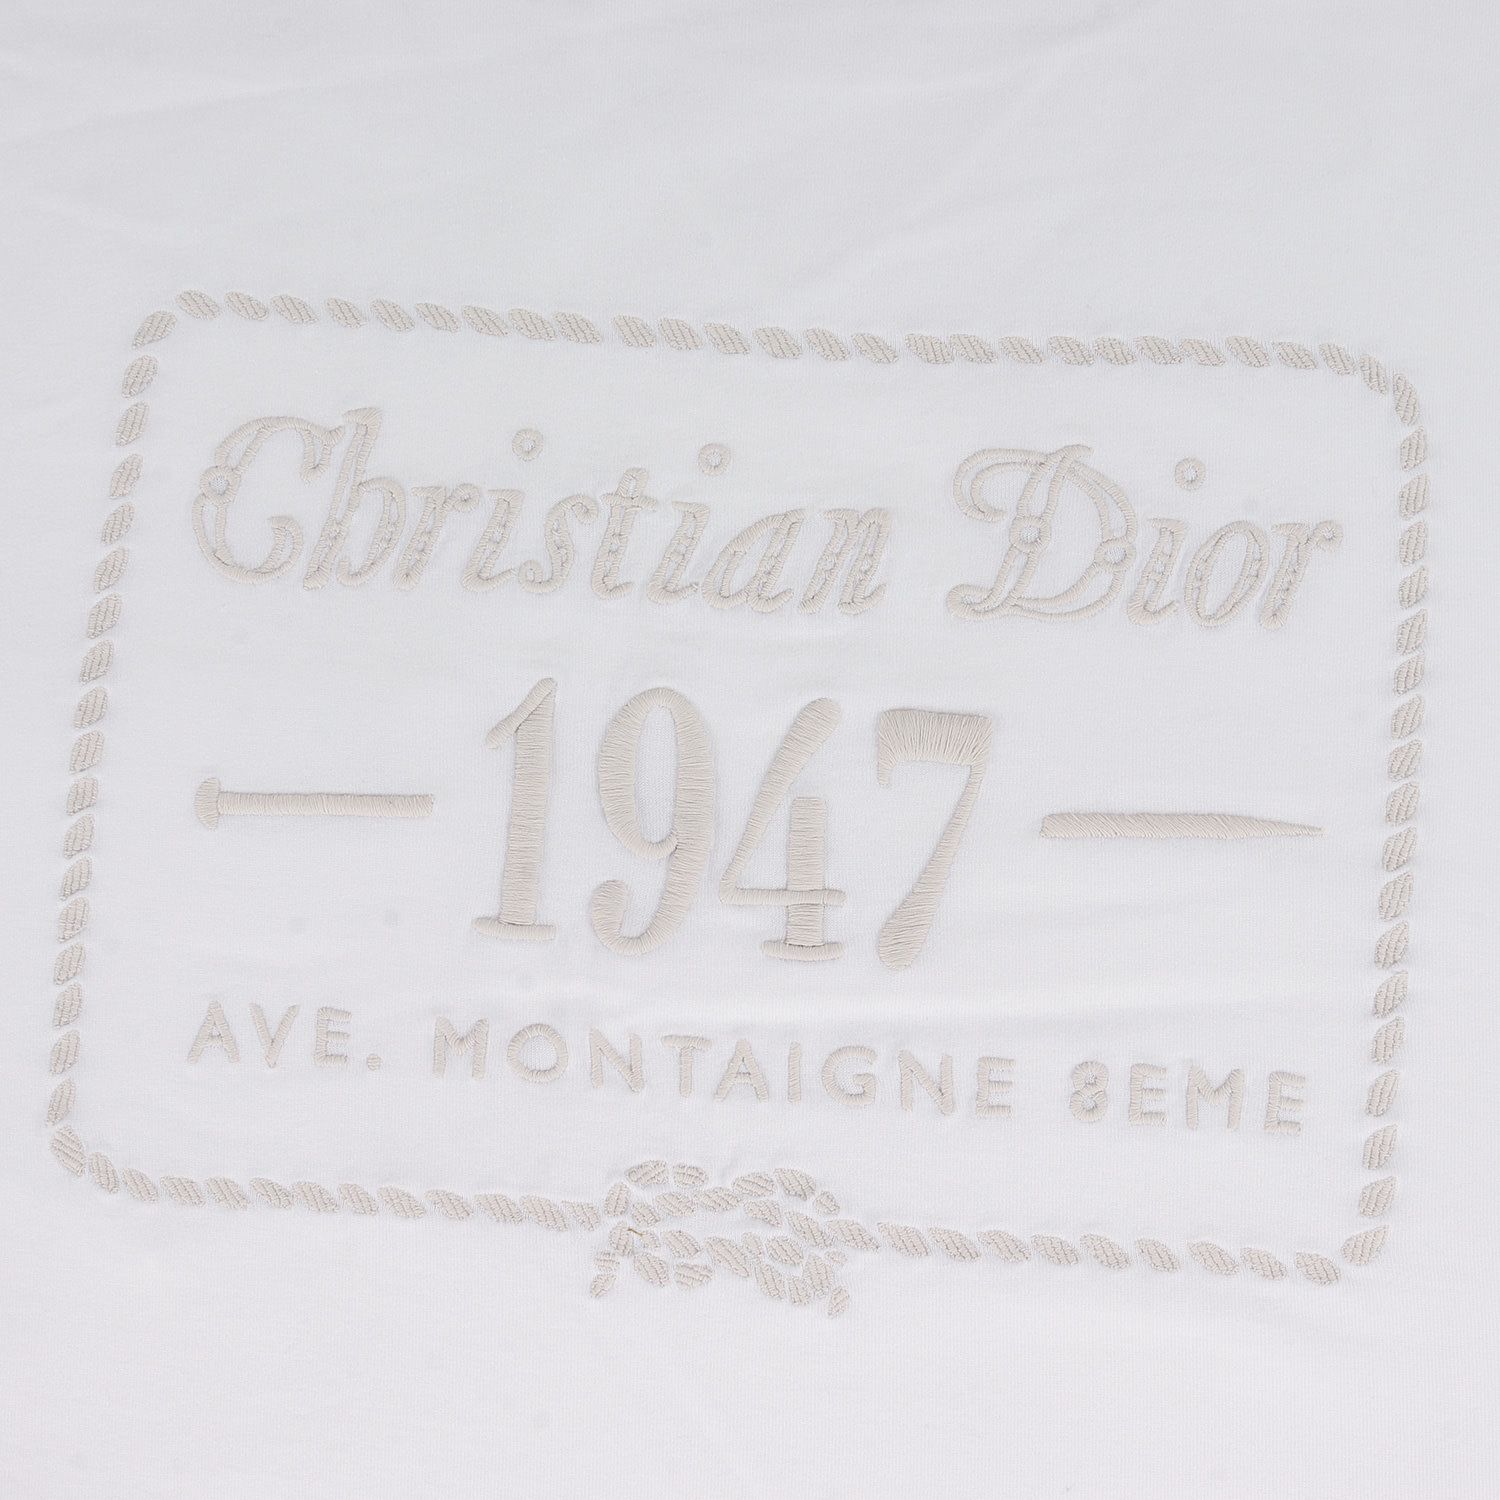 Christian Dior
1947
AVE. MONTAIGNE 8EME